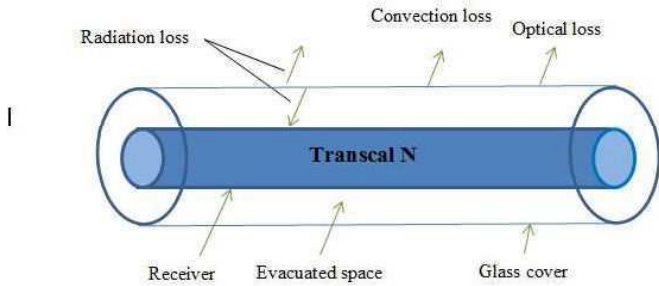 Convection loss
Radiation loss
Optical loss
Transcal N
Receiver
Evacuated space
Glass cover